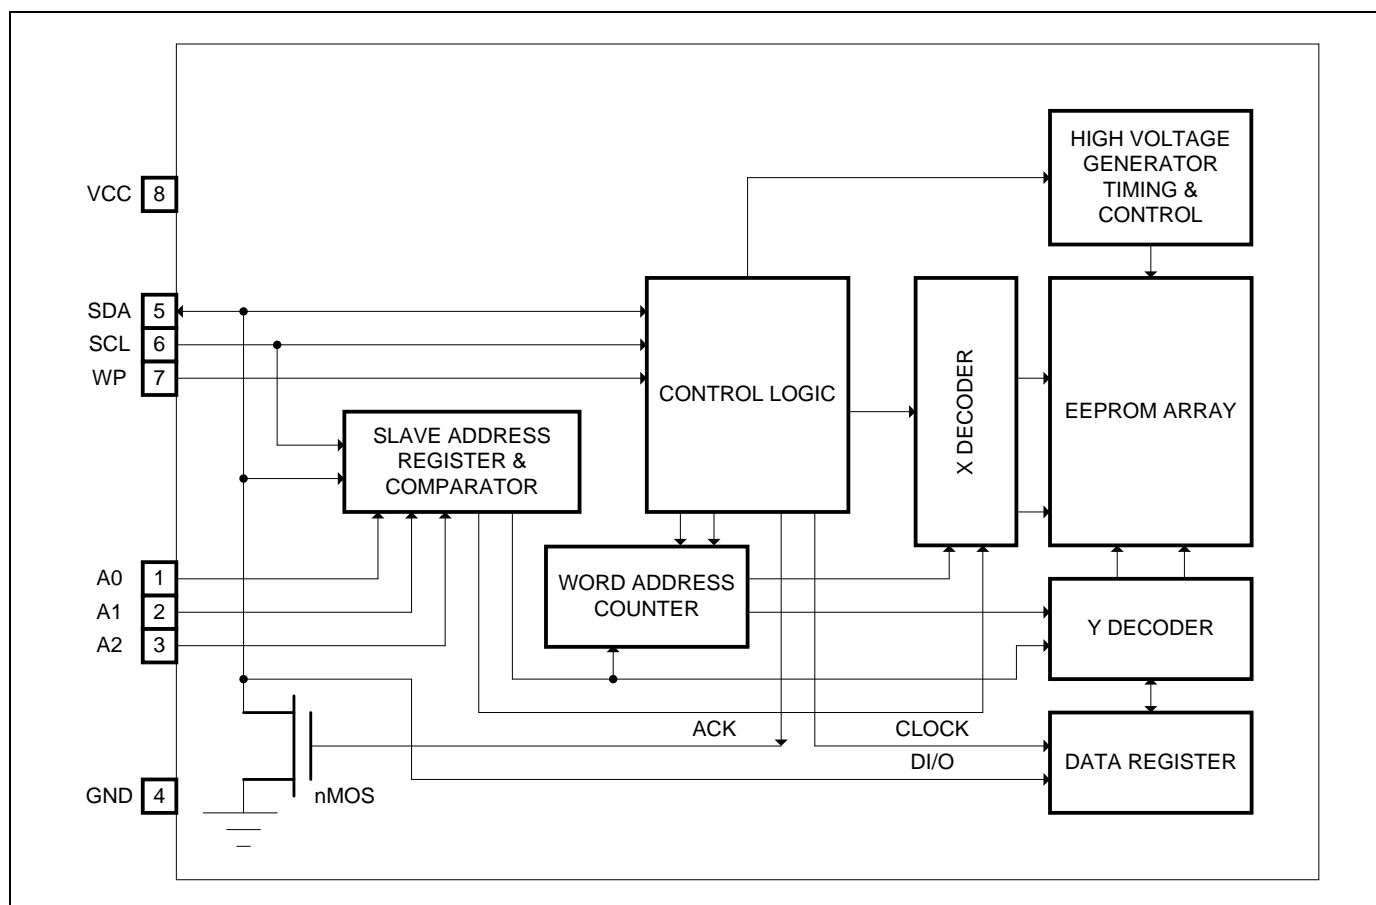 HIGH VOLTAGE
GENERATOR
TIMING &
CONTROL
VCC 8
SDA 5
SCL 6
WP 7
CONTROL LOGIC
X DECODER
EEPROM ARRAY
SLAVE ADDRESS
REGISTER &
COMPARATOR
A0 1
A1 2
A2 3
WORD ADDRESS
COUNTER
Y DECODER
ACK
CLOCK
DI/O
DATA REGISTER
GND 4
nMOS